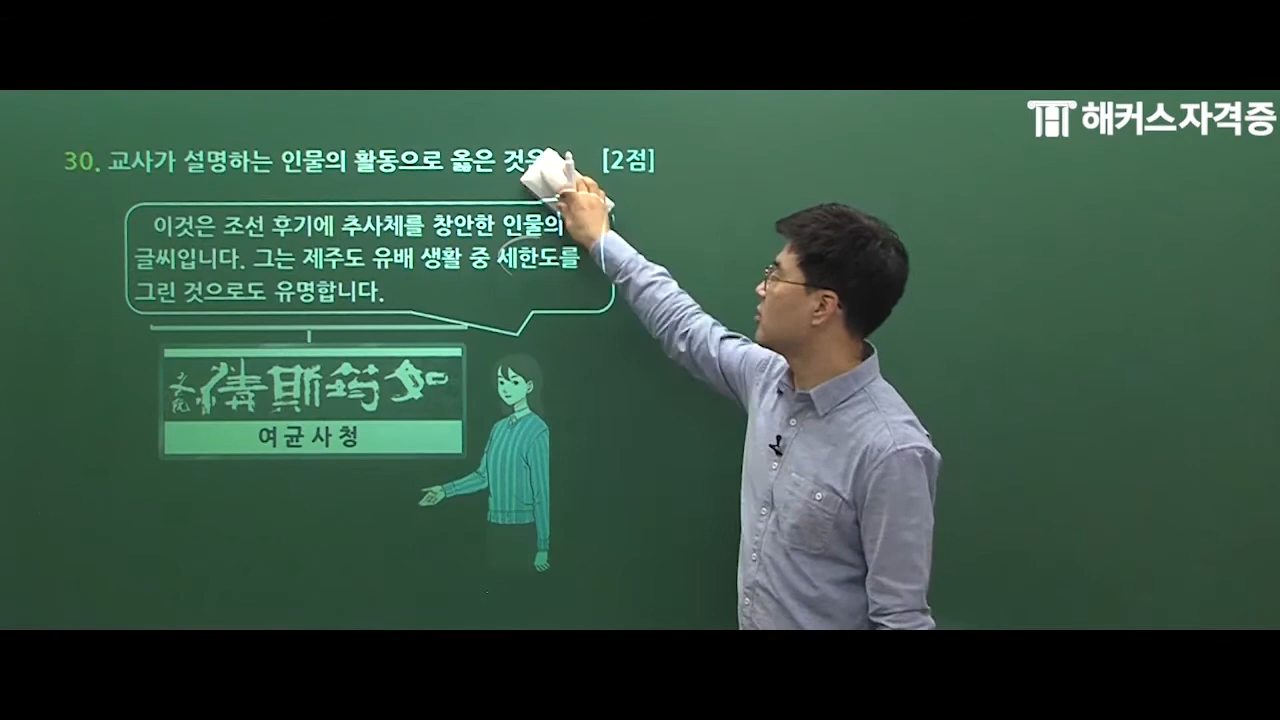 해커스자격증
30. 교사가 설명하는 인물의 활동으로 옳은 것은 [2점]
이것은 조선 후기에 추사체를 창안한 인물의
글씨입니다. 그는 제주도 유배 생활 중 세한도를
그린 것으로도 유명합니다.
여균사청